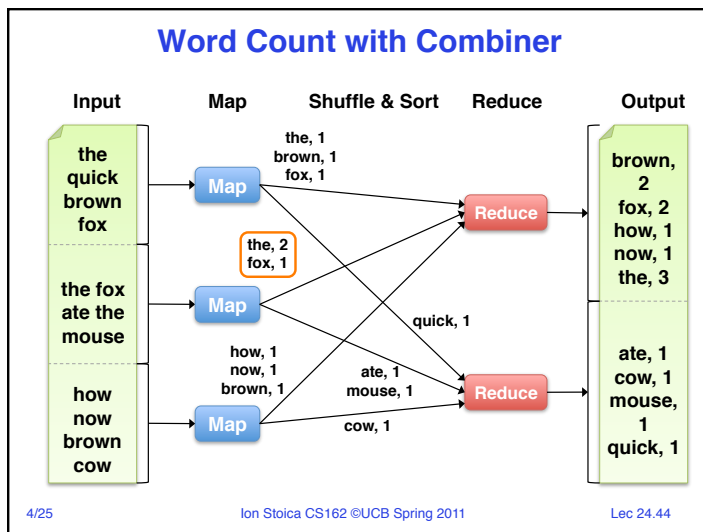 Word Count with Combiner
Input
Map
Shuffle & Sort
Reduce
Output
the
quick
brown
fox
the fox
ate the
mouse
how
now
brown
cow
Map
Map
Map
the, 1
brown, 1
fox, 1
the, 2
fox, 1
how, 1
now, 1
brown, 1
quick, 1
ate, 1
mouse, 1
cow, 1
Reduce
Reduce
brown,
2
fox, 2
how, 1
now, 1
the, 3
ate, 1
cow, 1
mouse,
1
quick, 1
4/25
Ion Stoica CS162 ©UCB Spring 2011
Lec 24.44